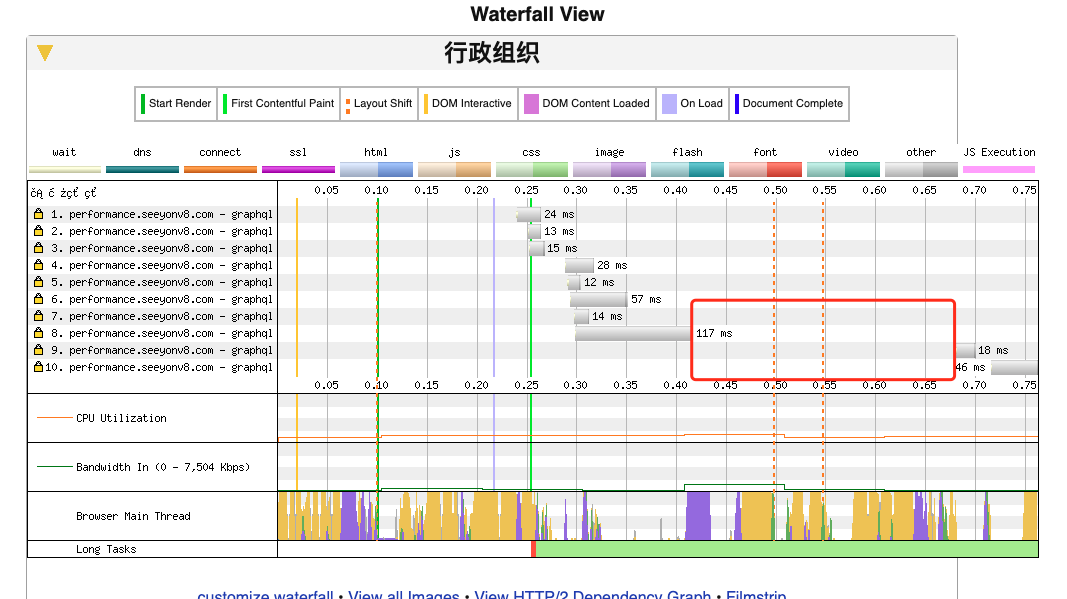 Waterfall View
行政组织
Start Render First Contentful Paint Layout Shift DOM Interactive DOM Content Loaded On Load Document Complete
wait dns connect ssl html js css image flash font video other JS Execution
0.05 0.10 0.15 0.20 0.25 0.30 0.35 0.40 0.45 0.50 0.55 0.60 0.65 0.70 0.75
1. performance.seeyonv8.com - graphql 24 ms
2. performance.seeyonv8.com - graphql 13 ms
3. performance.seeyonv8.com - graphql 15 ms
4. performance.seeyonv8.com - graphql 28 ms
5. performance.seeyonv8.com - graphql 12 ms
6. performance.seeyonv8.com - graphql 57 ms
7. performance.seeyonv8.com - graphql 14 ms
8. performance.seeyonv8.com - graphql 117 ms
9. performance.seeyonv8.com - graphql 18 ms
10. performance.seeyonv8.com - graphql 46 ms
0.05 0.10 0.15 0.20 0.25 0.30 0.35 0.40 0.45 0.50 0.55 0.60 0.65 0.70 0.75
CPU Utilization
Bandwidth In (0 - 7,504 Kbps)
Browser Main Thread
Long Tasks
customize waterfall • View all Images • View HTTP/2 Dependency Graph • Filmstrip